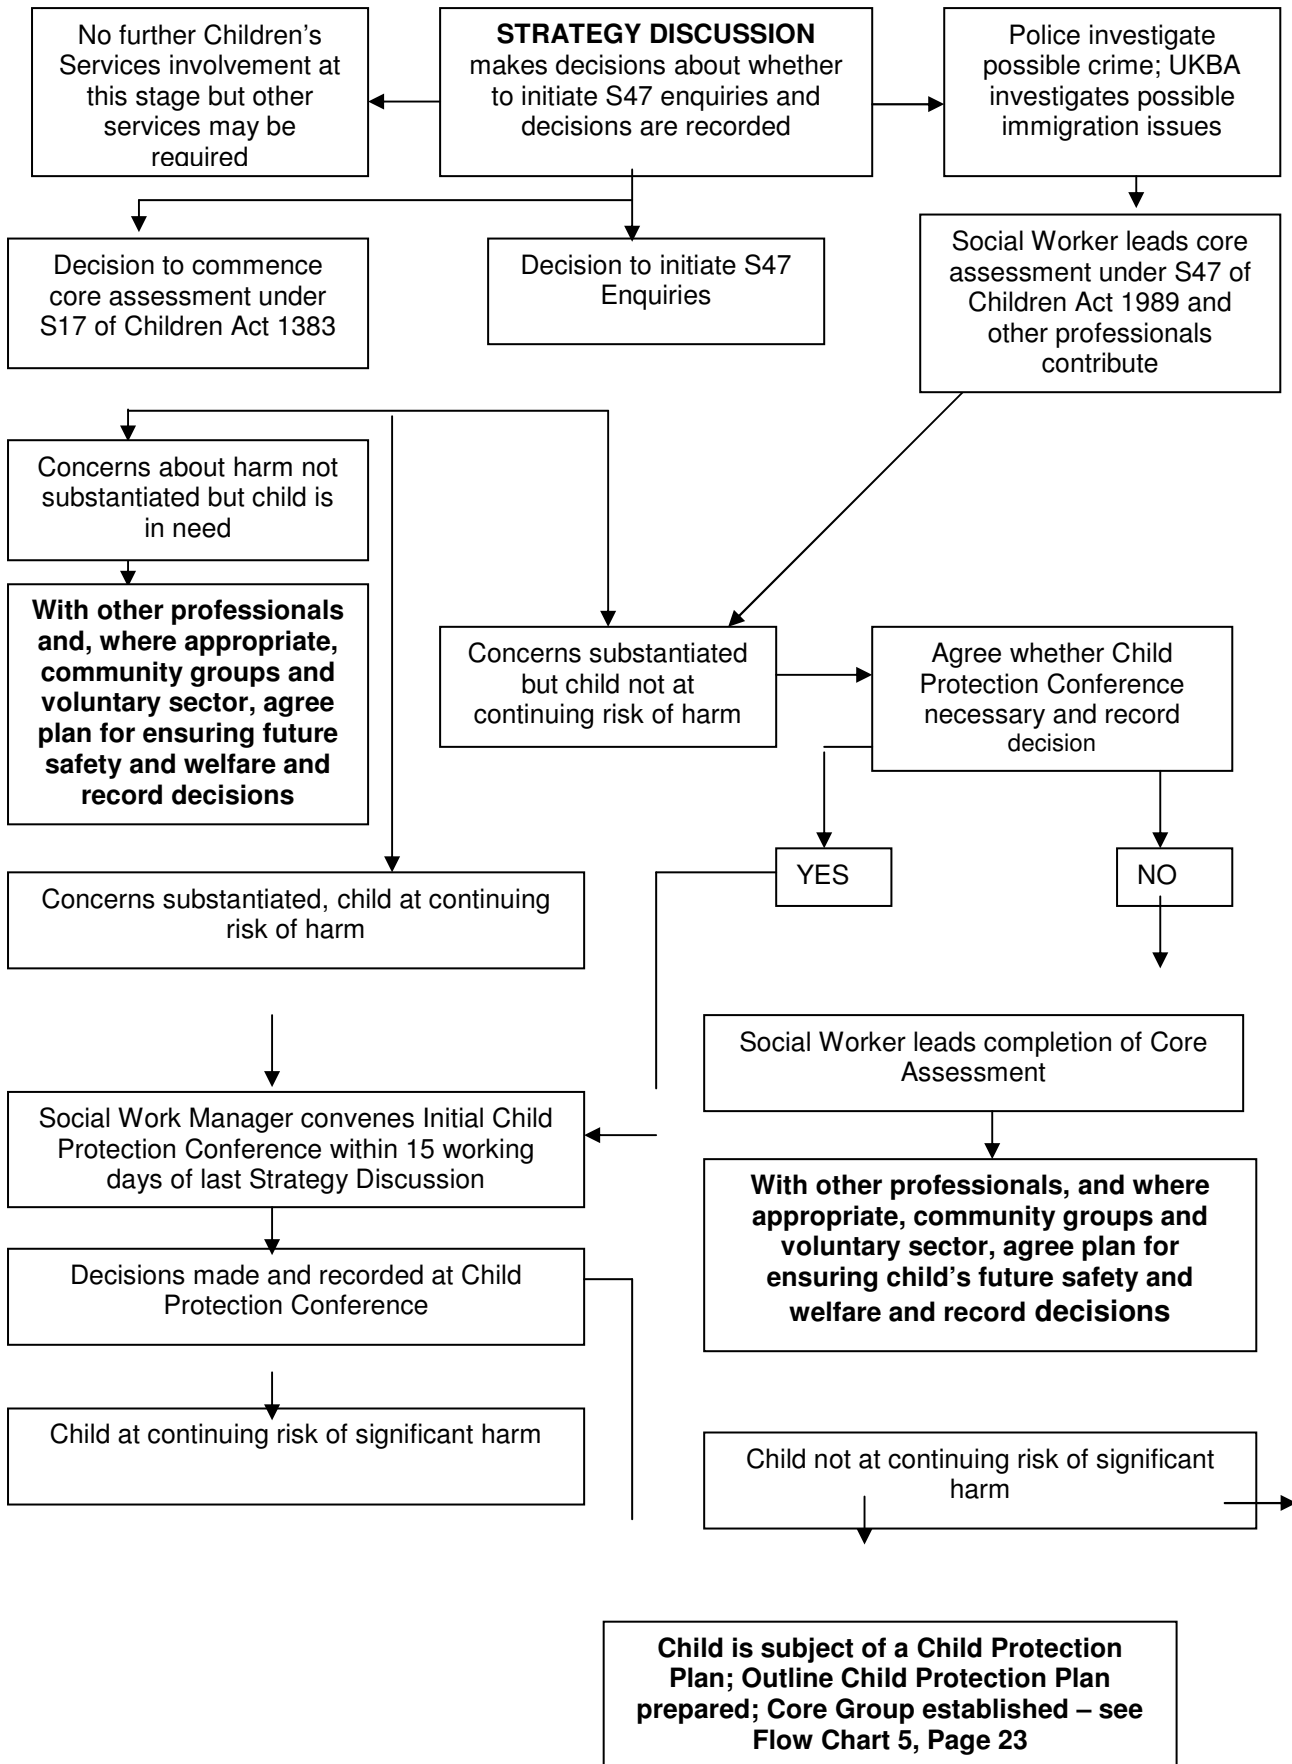 No further Children's
Services involvement at
this stage but other
services may be
required
STRATEGY DISCUSSION
makes decisions about whether
to initiate S47 enquiries and
decisions are recorded
Police investigate
possible crime; UKBA
investigates possible
immigration issues
Decision to commence
core assessment under
S17 of Children Act 1383
Decision to initiate S47
Enquiries
Social Worker leads core
assessment under S47 of
Children Act 1989 and
other professionals
contribute
Concerns about harm not
substantiated but child is
in need
With other professionals
and, where appropriate,
community groups and
voluntary sector, agree
plan for ensuring future
safety and welfare and
record decisions
Concerns substantiated
but child not at
continuing risk of harm
Agree whether Child
Protection Conference
necessary and record
decision
YES
NO
Concerns substantiated, child at continuing
risk of harm
Social Worker leads completion of Core
Assessment
Social Work Manager convenes Initial Child
Protection Conference within 15 working
days of last Strategy Discussion
With other professionals, and where
appropriate, community groups and
voluntary sector, agree plan for
ensuring child's future safety and
welfare and record decisions
Decisions made and recorded at Child
Protection Conference
Child at continuing risk of significant harm
Child not at continuing risk of significant
harm
Child is subject of a Child Protection
Plan; Outline Child Protection Plan
prepared; Core Group established – see
Flow Chart 5, Page 23